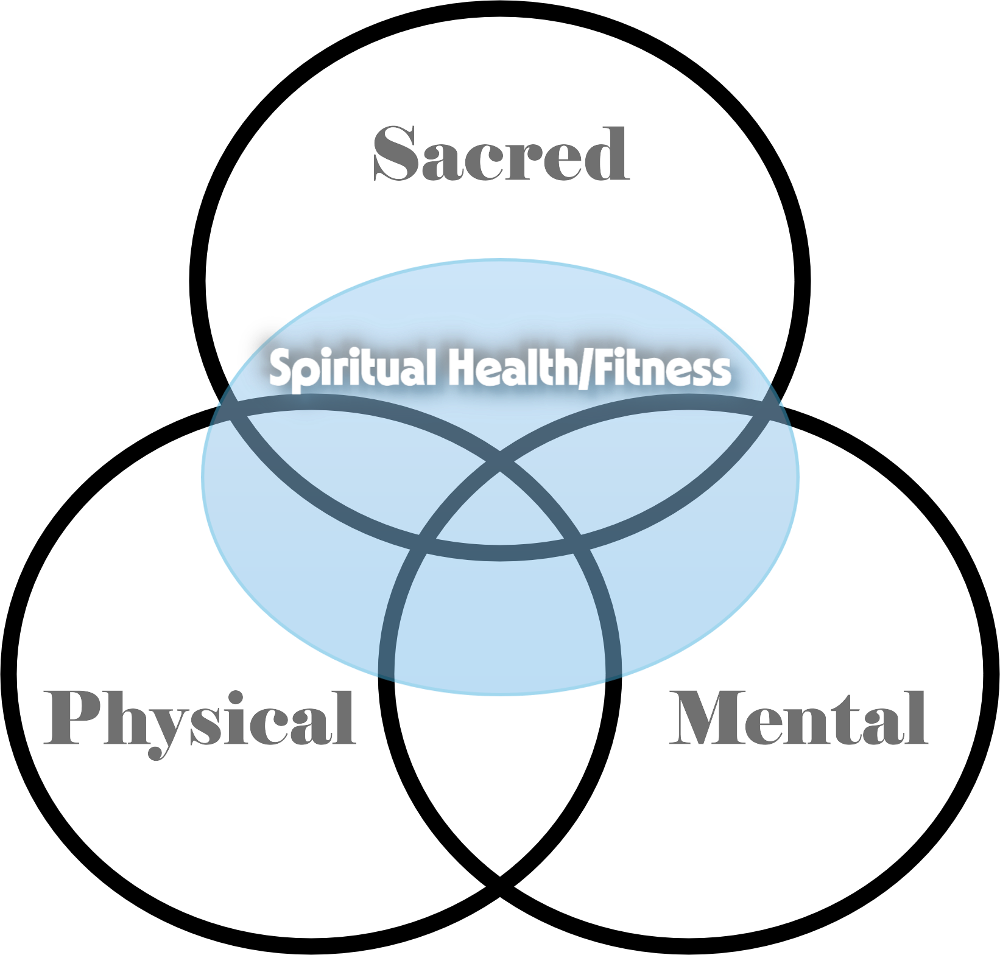 Sacred
Spiritual Health/Fitness
Physical
Mental